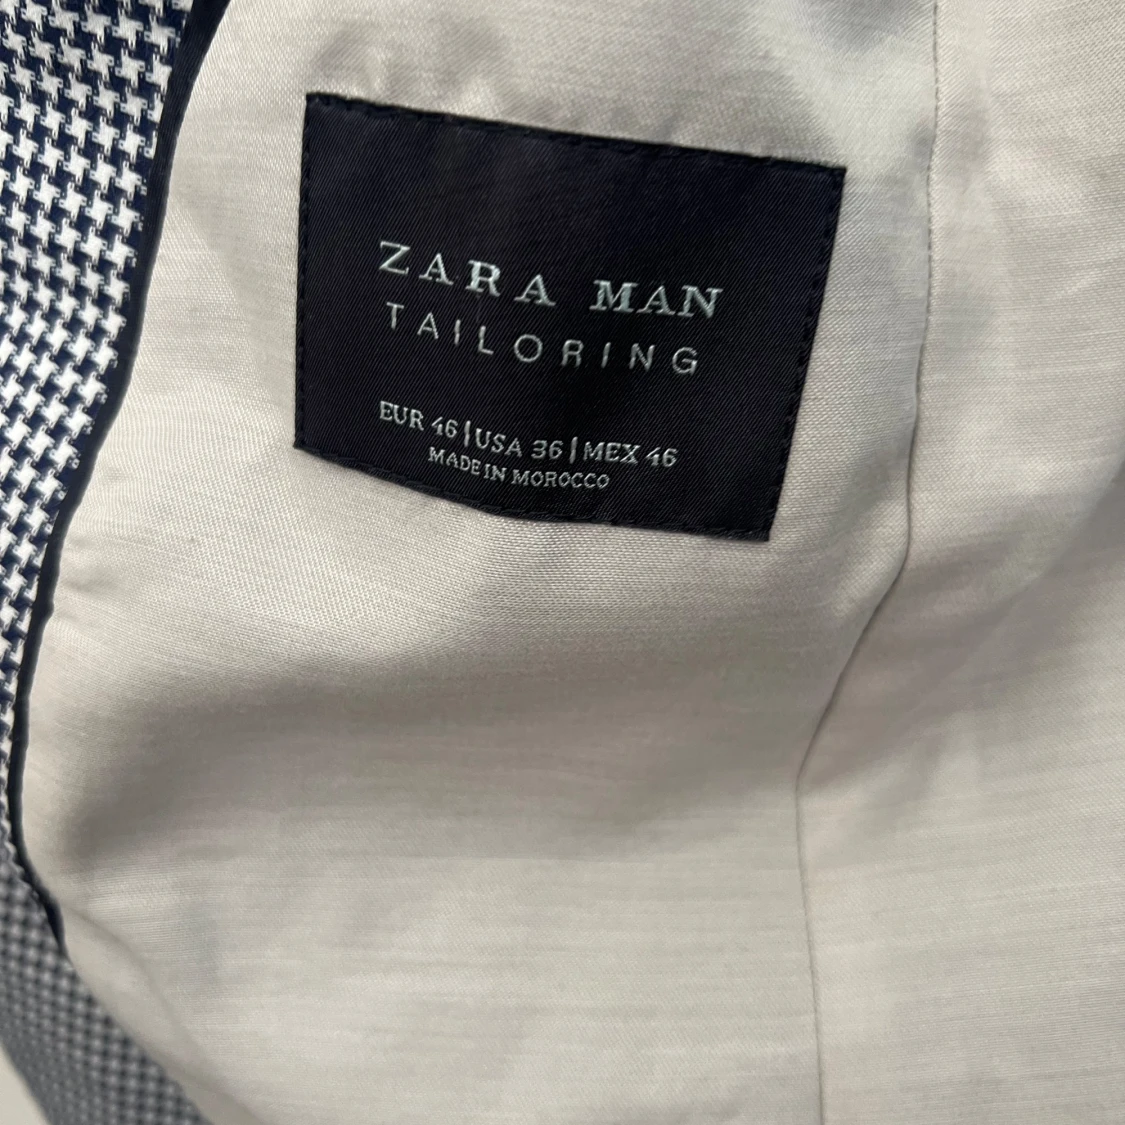 ZARA MAN
TAILORING
EUR 46 | USA 36 | MEX 46
MADE IN MOROCCO